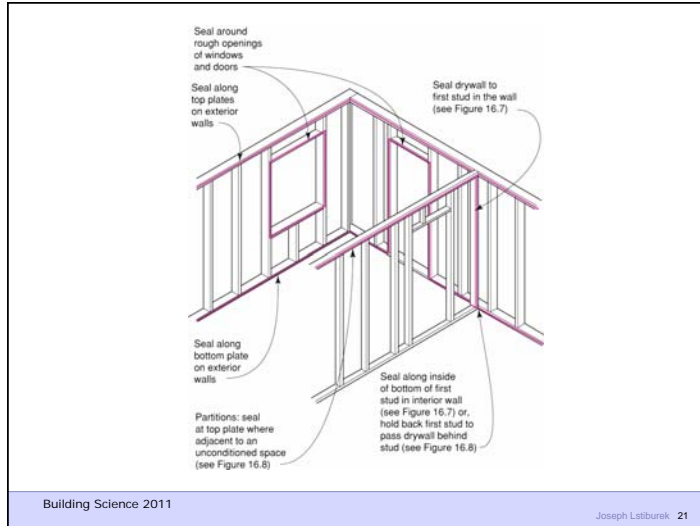 Seal around
rough openings
of windows
and doors
Seal along
top plates
on exterior
walls
Seal drywall to
first stud in the wall
(see Figure 16.7)
Seal along
bottom plate
on exterior
walls
Partitions: seal
at top plate where
adjacent to an
unconditioned space
(see Figure 16.8)
Seal along inside
of bottom of first
stud in interior wall
(see Figure 16.7) or,
hold back first stud to
pass drywall behind
stud (see Figure 16.8)
Building Science 2011
Joseph Lstiburek 21